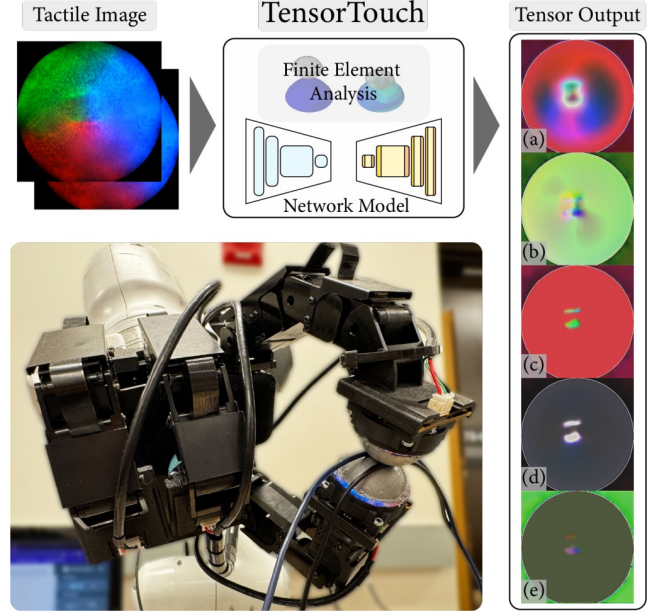 Tactile Image
TensorTouch
Tensor Output
Finite Element
Analysis
Network Model
(a)
(b)
(c)
(d)
(e)